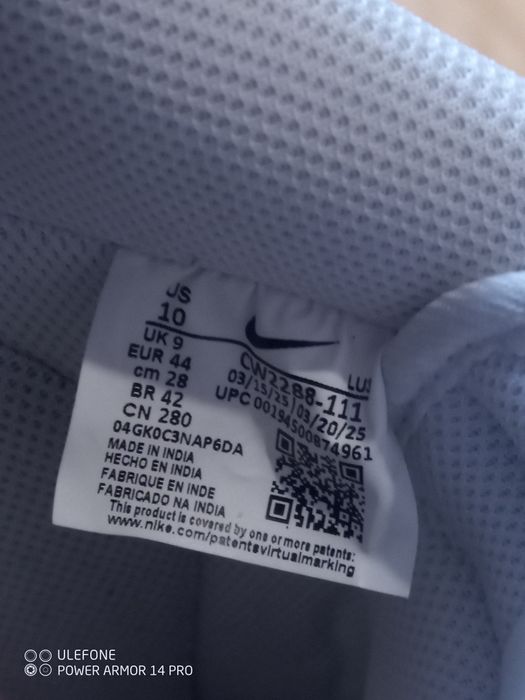 US
10
UK 9
EUR 44
cm 28
BR 42
CN 280
04GK0C3NAP6DA
MADE IN INDIA
HECHO EN INDIA
FABRIQUE EN INDE
FABRICADO NA INDIA
This product is covered by one or more patents:
www.nike.com/patentsvirtualmarking
CW2288-111
03/15/25 03/20/25
UPC 00194500874961
ULEFONE
POWER ARMOR 14 PRO